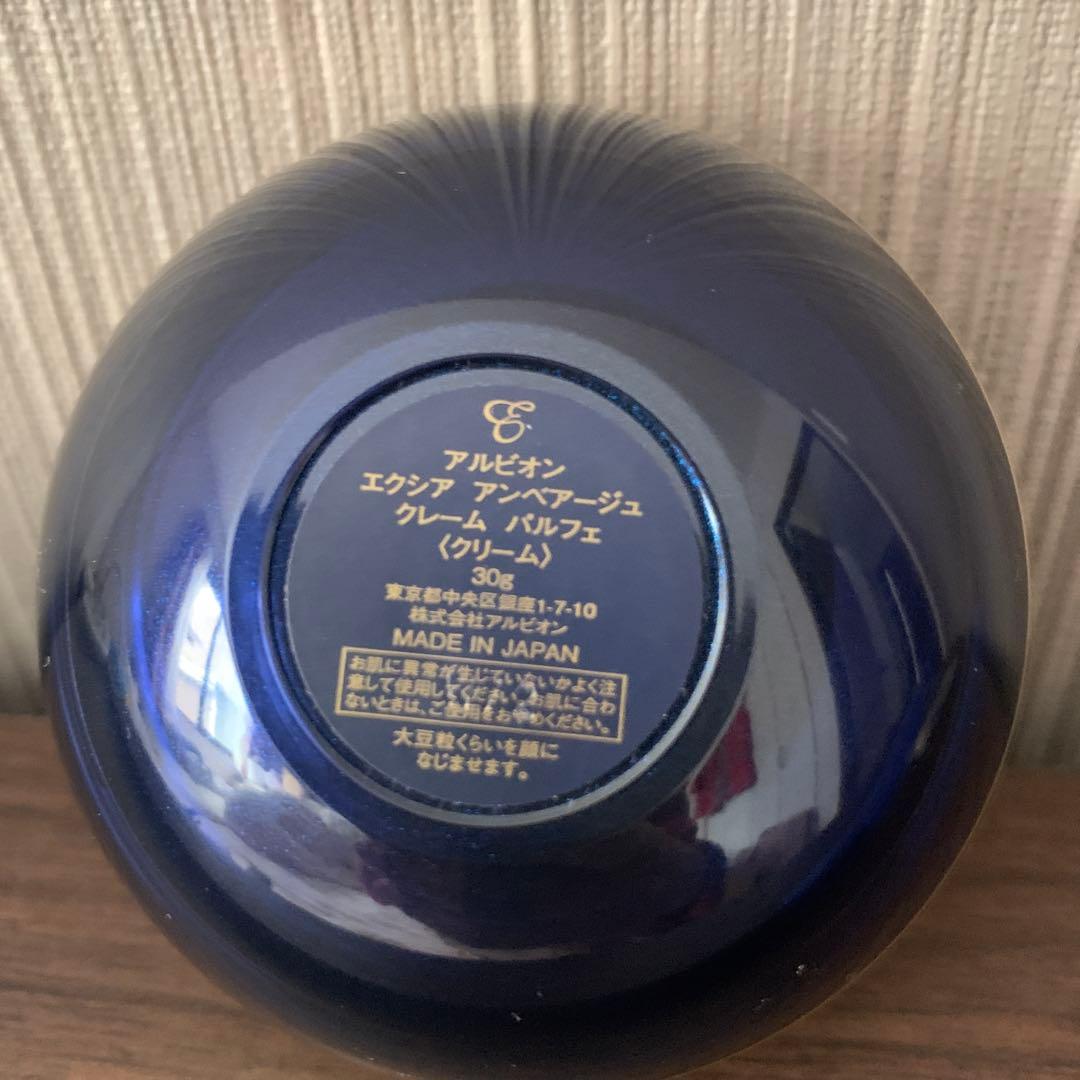 E
アルビオン
エクシア アンベアージュ
クレーム パルフェ
〈クリーム〉
30g
東京都中央区銀座1-7-10
株式会社アルビオン
MADE IN JAPAN
お肌に異常が生じていないかよく注
意して使用してください。お肌に合わ
ないときは、ご使用をおやめください。
大豆粒くらいを顔に
なじませます。